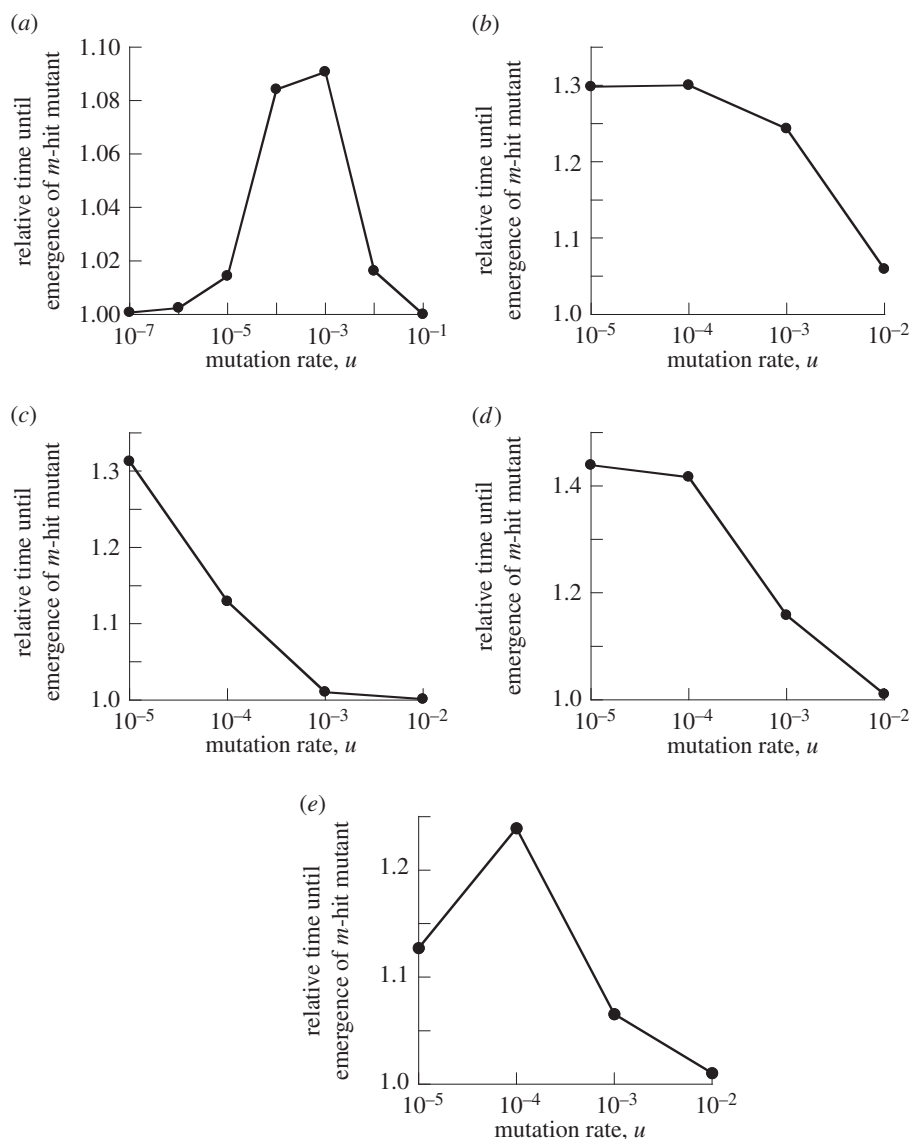 (a)
relative time until
emergence of m-hit mutant
1.10
1.08
1.06
1.04
1.02
1.00
10⁻⁷ 10⁻⁵ 10⁻³ 10⁻¹
mutation rate, u
(b)
relative time until
emergence of m-hit mutant
1.3
1.2
1.1
1.0
10⁻⁵ 10⁻⁴ 10⁻³ 10⁻²
mutation rate, u
(c)
relative time until
emergence of m-hit mutant
1.3
1.2
1.1
1.0
10⁻⁵ 10⁻⁴ 10⁻³ 10⁻²
mutation rate, u
(d)
relative time until
emergence of m-hit mutant
1.4
1.2
1.0
10⁻⁵ 10⁻⁴ 10⁻³ 10⁻²
mutation rate, u
(e)
relative time until
emergence of m-hit mutant
1.2
1.1
1.0
10⁻⁵ 10⁻⁴ 10⁻³ 10⁻²
mutation rate, u